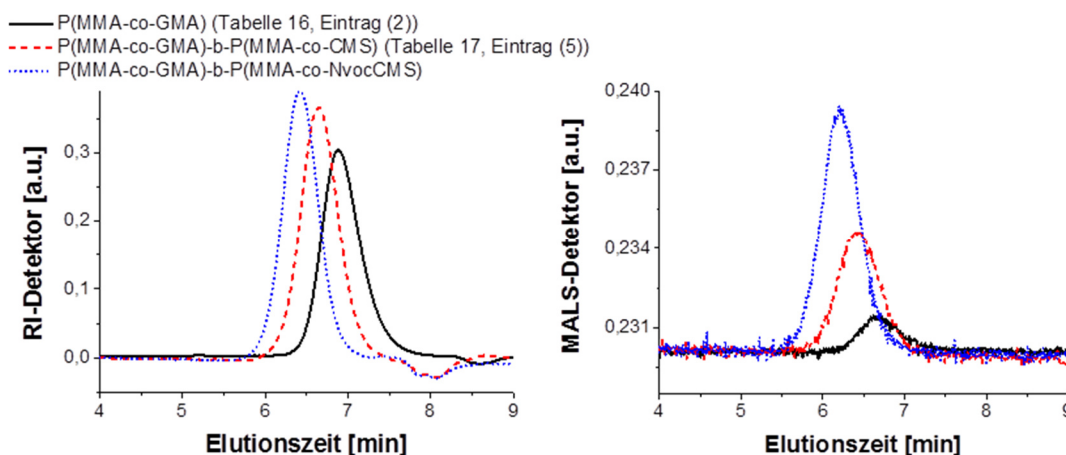 P(MMA-co-GMA) (Tabelle 16, Eintrag (2))
P(MMA-co-GMA)-b-P(MMA-co-CMS) (Tabelle 17, Eintrag (5))
P(MMA-co-GMA)-b-P(MMA-co-NvocCMS)
RI-Detektor [a.u.]
0,3
0,2
0,1
0,0
4 5 6 7 8 9
Elutionszeit [min]
MALS-Detektor [a.u.]
0,240
0,237
0,234
0,231
4 5 6 7 8 9
Elutionszeit [min]